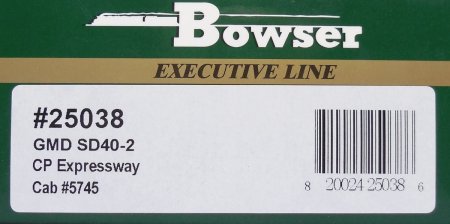 Bowser
EXECUTIVE LINE
#25038
GMD SD40-2
CP Expressway
Cab #5745
8 20024 25038 6